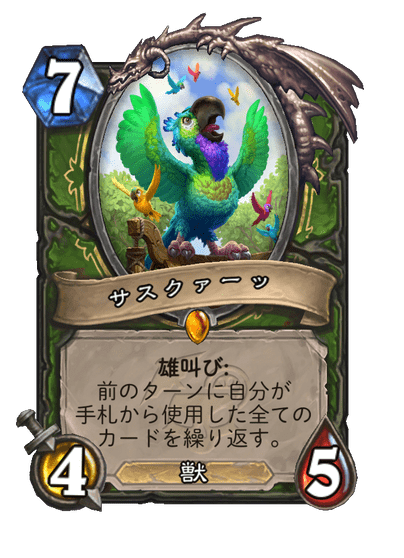 7
サスクァーッ
雄叫び:
前のターンに自分が
手札から使用した全ての
カードを繰り返す。
4
獣
5